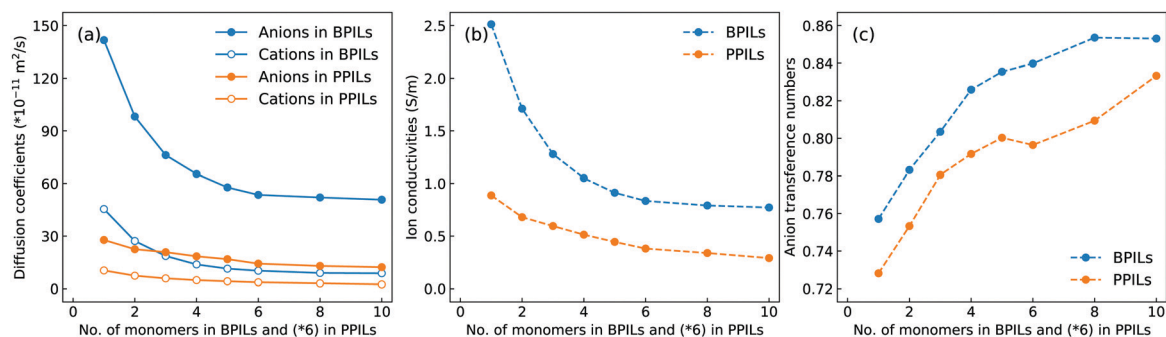 (a)
Anions in BPILs
Cations in BPILs
Anions in PPILs
Cations in PPILs
Diffusion coefficients (*10⁻¹¹ m²/s)
150
120
90
60
30
0
0 2 4 6 8 10
No. of monomers in BPILs and (*6) in PPILs
(b)
BPILs
PPILs
Ion conductivities (S/m)
2.5
2.0
1.5
1.0
0.5
0.0
0 2 4 6 8 10
No. of monomers in BPILs and (*6) in PPILs
(c)
BPILs
PPILs
Anion transference numbers
0.86
0.84
0.82
0.80
0.78
0.76
0.74
0.72
0 2 4 6 8 10
No. of monomers in BPILs and (*6) in PPILs